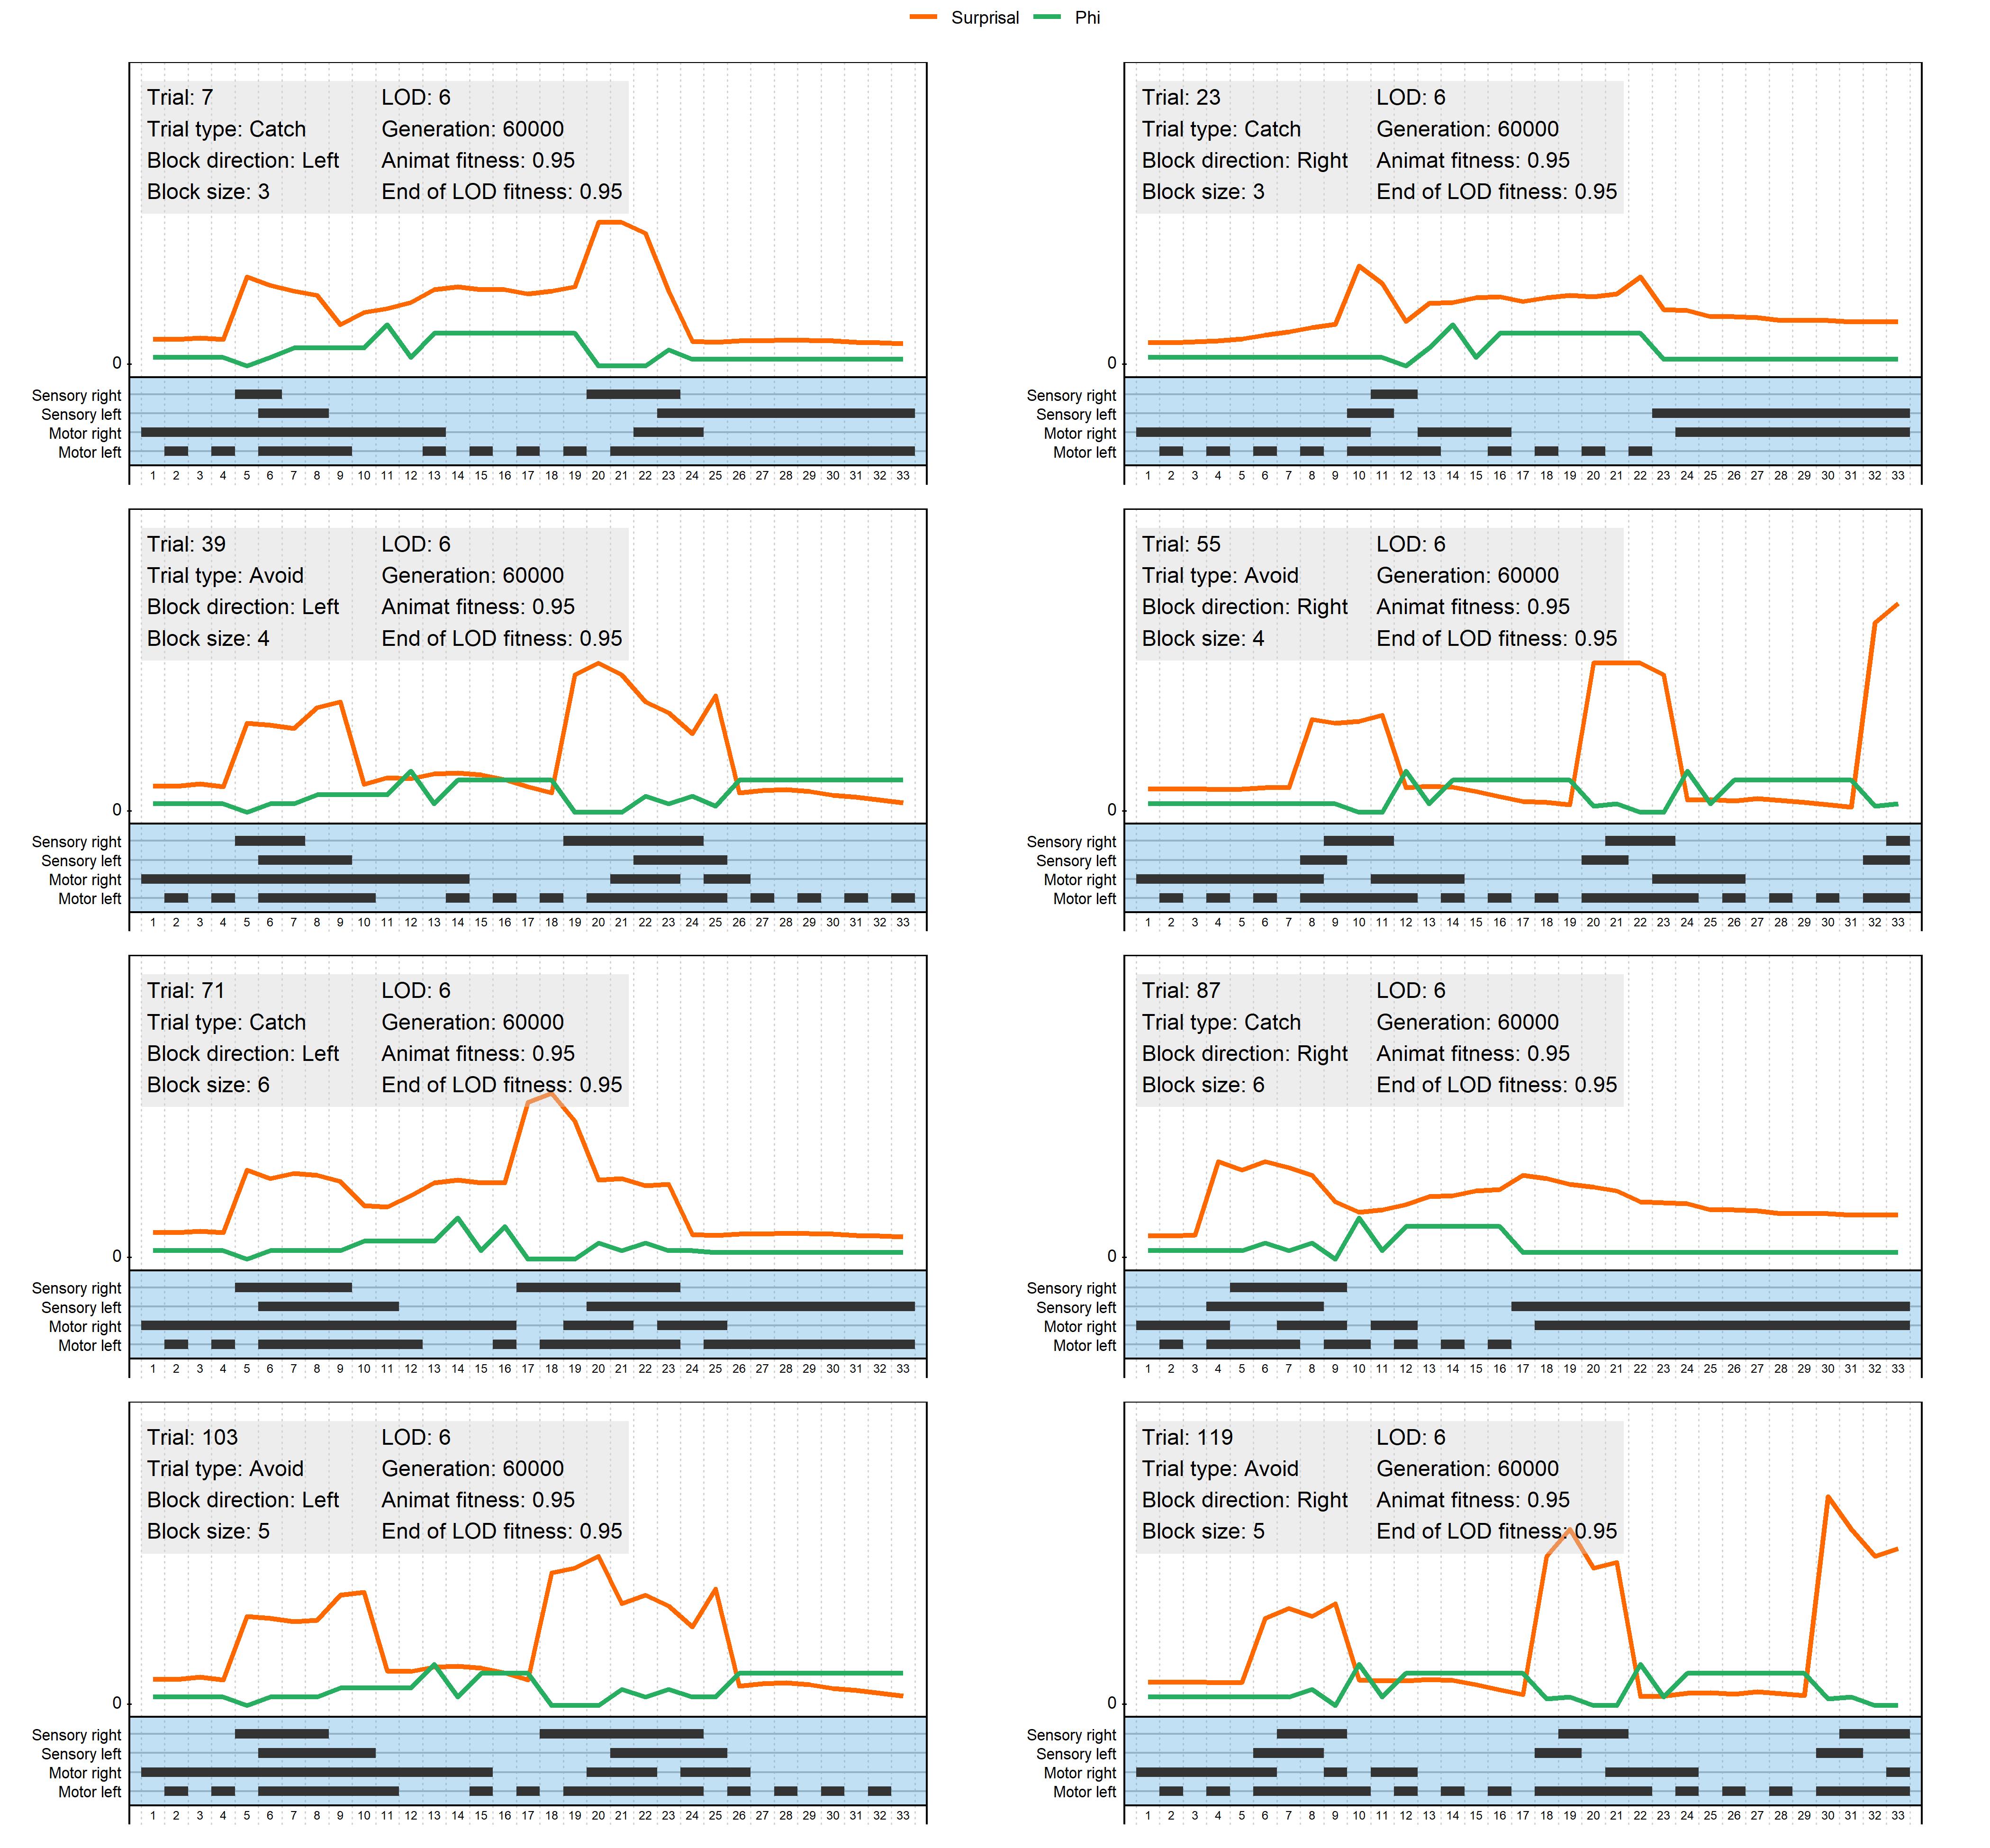 Surprisal Phi
Trial: 7 LOD: 6
Trial type: Catch Generation: 60000
Block direction: Left Animat fitness: 0.95
Block size: 3 End of LOD fitness: 0.95
0
Sensory right
Sensory left
Motor right
Motor left
1 2 3 4 5 6 7 8 9 10 11 12 13 14 15 16 17 18 19 20 21 22 23 24 25 26 27 28 29 30 31 32 33
Trial: 23 LOD: 6
Trial type: Catch Generation: 60000
Block direction: Right Animat fitness: 0.95
Block size: 3 End of LOD fitness: 0.95
0
Sensory right
Sensory left
Motor right
Motor left
1 2 3 4 5 6 7 8 9 10 11 12 13 14 15 16 17 18 19 20 21 22 23 24 25 26 27 28 29 30 31 32 33
Trial: 39 LOD: 6
Trial type: Avoid Generation: 60000
Block direction: Left Animat fitness: 0.95
Block size: 4 End of LOD fitness: 0.95
0
Sensory right
Sensory left
Motor right
Motor left
1 2 3 4 5 6 7 8 9 10 11 12 13 14 15 16 17 18 19 20 21 22 23 24 25 26 27 28 29 30 31 32 33
Trial: 55 LOD: 6
Trial type: Avoid Generation: 60000
Block direction: Right Animat fitness: 0.95
Block size: 4 End of LOD fitness: 0.95
0
Sensory right
Sensory left
Motor right
Motor left
1 2 3 4 5 6 7 8 9 10 11 12 13 14 15 16 17 18 19 20 21 22 23 24 25 26 27 28 29 30 31 32 33
Trial: 71 LOD: 6
Trial type: Catch Generation: 60000
Block direction: Left Animat fitness: 0.95
Block size: 6 End of LOD fitness: 0.95
0
Sensory right
Sensory left
Motor right
Motor left
1 2 3 4 5 6 7 8 9 10 11 12 13 14 15 16 17 18 19 20 21 22 23 24 25 26 27 28 29 30 31 32 33
Trial: 87 LOD: 6
Trial type: Catch Generation: 60000
Block direction: Right Animat fitness: 0.95
Block size: 6 End of LOD fitness: 0.95
0
Sensory right
Sensory left
Motor right
Motor left
1 2 3 4 5 6 7 8 9 10 11 12 13 14 15 16 17 18 19 20 21 22 23 24 25 26 27 28 29 30 31 32 33
Trial: 103 LOD: 6
Trial type: Avoid Generation: 60000
Block direction: Left Animat fitness: 0.95
Block size: 5 End of LOD fitness: 0.95
0
Sensory right
Sensory left
Motor right
Motor left
1 2 3 4 5 6 7 8 9 10 11 12 13 14 15 16 17 18 19 20 21 22 23 24 25 26 27 28 29 30 31 32 33
Trial: 119 LOD: 6
Trial type: Avoid Generation: 60000
Block direction: Right Animat fitness: 0.95
Block size: 5 End of LOD fitness: 0.95
0
Sensory right
Sensory left
Motor right
Motor left
1 2 3 4 5 6 7 8 9 10 11 12 13 14 15 16 17 18 19 20 21 22 23 24 25 26 27 28 29 30 31 32 33